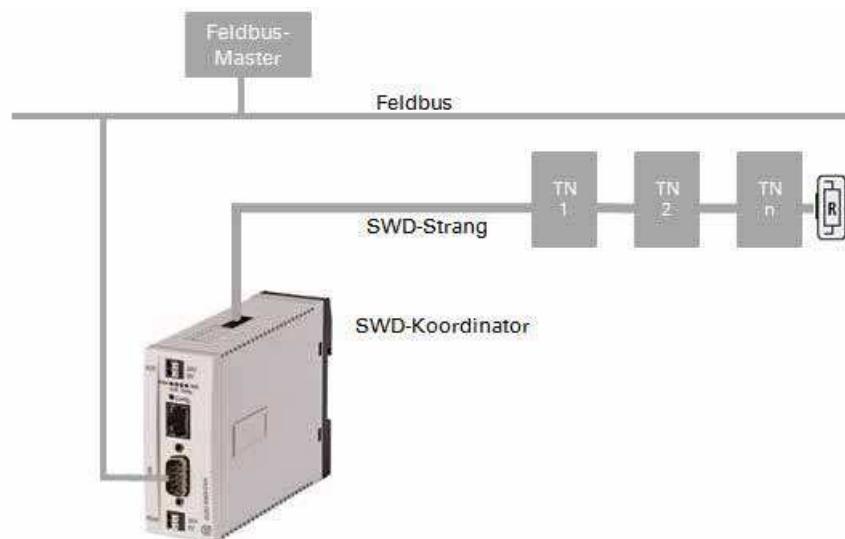 Feldbus-
Master
Feldbus
TN
1
TN
2
TN
n
R
SWD-Strang
SWD-Koordinator